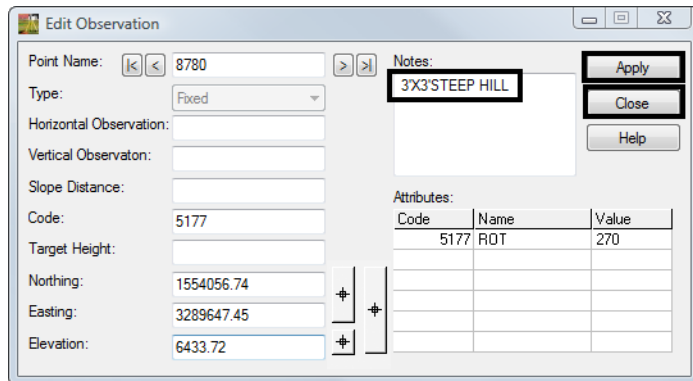 Edit Observation
Point Name: |< < 8780 > >|
Type: Fixed
Horizontal Observation:
Vertical Observaton:
Slope Distance:
Code: 5177
Target Height:
Northing: 1554056.74
Easting: 3289647.45
Elevation: 6433.72
Notes:
3'X3'STEEP HILL
Apply
Close
Help
Attributes:
Code Name Value
5177 ROT 270